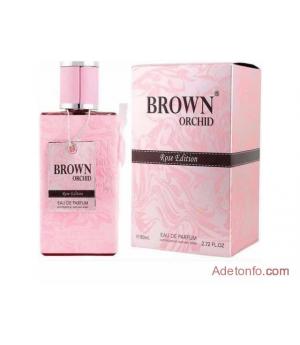 BROWN®
ORCHID
Rose Edition
EAU DE PARFUM
BROWN
ORCHID
Rose Edition
EAU DE PARFUM
80ml
2.72 FL.OZ
Adetonfo.com